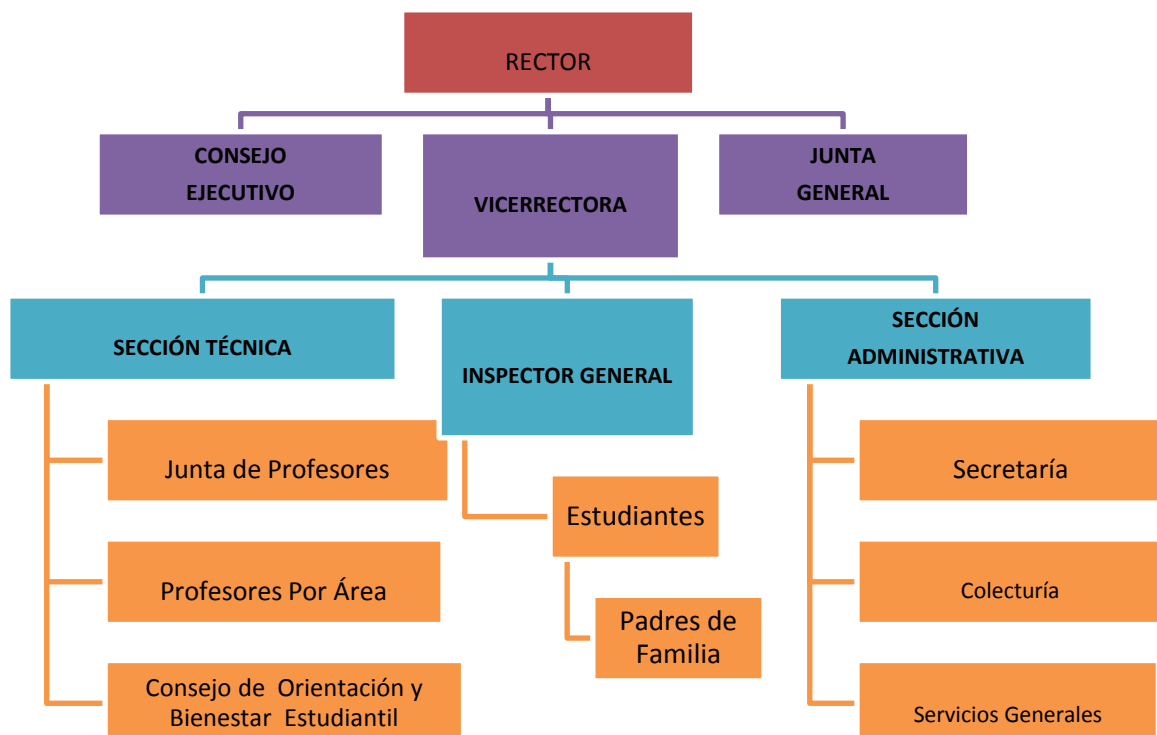 RECTOR
CONSEJO
EJECUTIVO
VICERRECTORA
JUNTA
GENERAL
SECCIÓN TÉCNICA
INSPECTOR GENERAL
SECCIÓN
ADMINISTRATIVA
Junta de Profesores
Profesores Por Área
Consejo de Orientación y
Bienestar Estudiantil
Estudiantes
Padres de
Familia
Secretaría
Colecturía
Servicios Generales